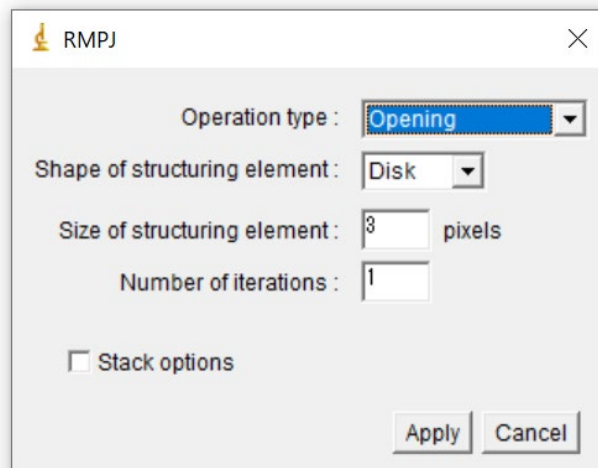 RMPJ
Operation type : Opening
Shape of structuring element : Disk
Size of structuring element : 3 pixels
Number of iterations : 1
Stack options
Apply Cancel